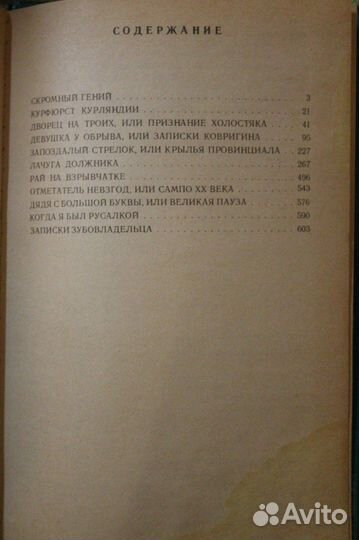 СОДЕРЖАНИЕ
СКРОМНЫЙ ГЕНИЙ . . . . . . . . . . 3
КУРФЮРСТ КУРЛЯНДИИ . . . . . . . . . . 21
ДВОРЕЦ НА ТРОИХ, ИЛИ ПРИЗНАНИЕ ХОЛОСТЯКА . . . 41
ДЕВУШКА У ОБРЫВА, ИЛИ ЗАПИСКИ КОВРИГИНА . . . 95
ЗАПОЗДАЛЫЙ СТРЕЛОК, ИЛИ КРЫЛЬЯ ПРОВИНЦИАЛА . . 227
ЛАЧУГА ДОЛЖНИКА . . . . . . . . . . 267
РАЙ НА ВЗРЫВЧАТКЕ . . . . . . . . . . 496
ОТМЕТАТЕЛЬ НЕВЗГОД, ИЛИ САМПО XX ВЕКА . . . . . 543
ДЯДЯ С БОЛЬШОЙ БУКВЫ, ИЛИ ВЕЛИКАЯ ПАУЗА . . . . 576
КОГДА Я БЫЛ РУСАЛКОЙ . . . . . . . . . . 590
ЗАПИСКИ ЗУБОВЛАДЕЛЬЦА . . . . . . . . . . 603
Avito